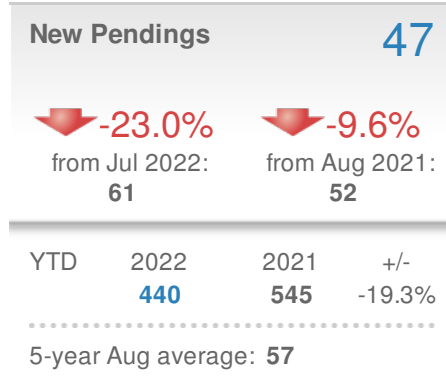 New Pendings 47
-23.0% -9.6%
from Jul 2022: from Aug 2021:
61 52
YTD 2022 2021 +/-
440 545 -19.3%
5-year Aug average: 57